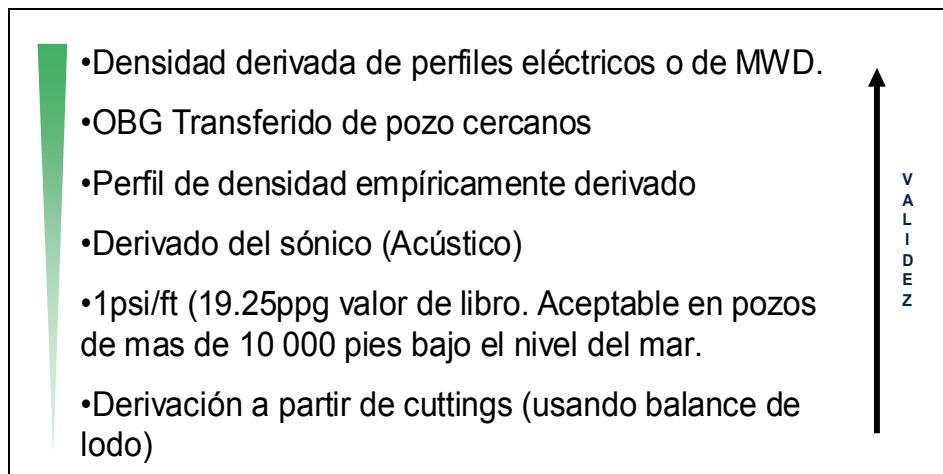 •Densidad derivada de perfiles eléctricos o de MWD.
•OBG Transferido de pozo cercanos
•Perfil de densidad empíricamente derivado
•Derivado del sónico (Acústico)
•1psi/ft (19.25ppg valor de libro. Aceptable en pozos
de mas de 10 000 pies bajo el nivel del mar.
•Derivación a partir de cuttings (usando balance de
lodo)
VALIDEZ